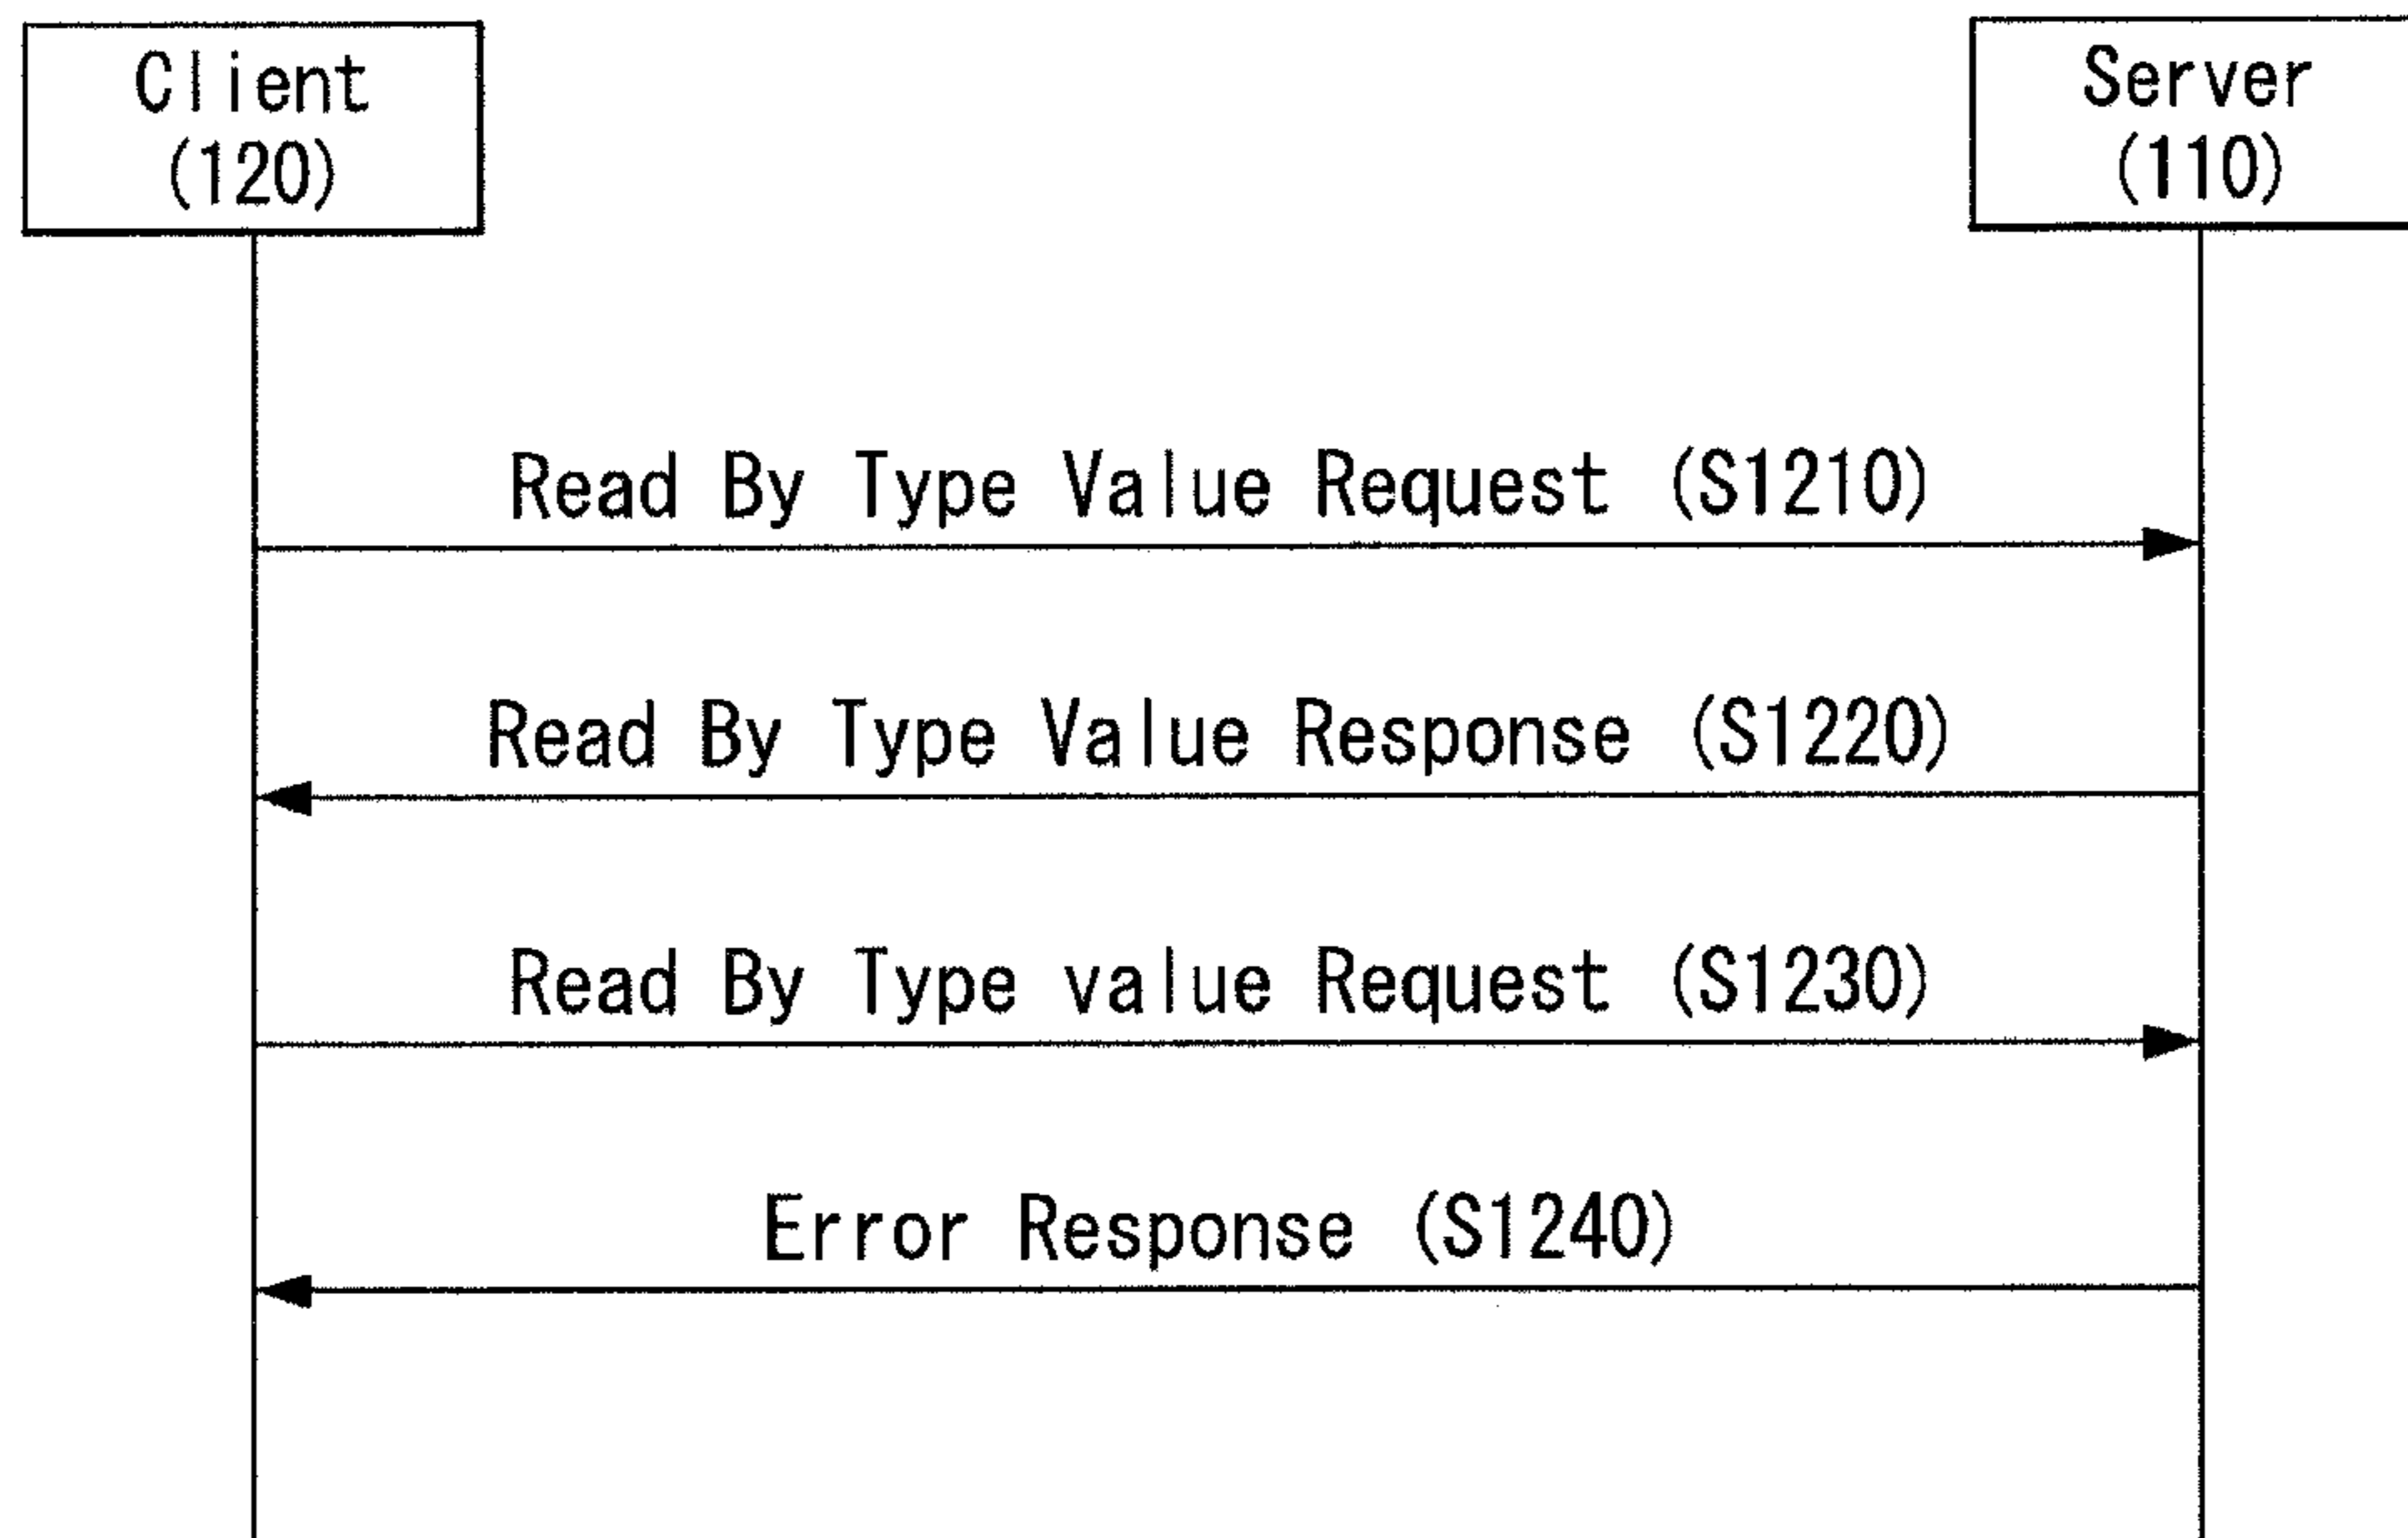 Client
(120)
Server
(110)
Read By Type Value Request (S1210)
Read By Type Value Response (S1220)
Read By Type value Request (S1230)
Error Response (S1240)